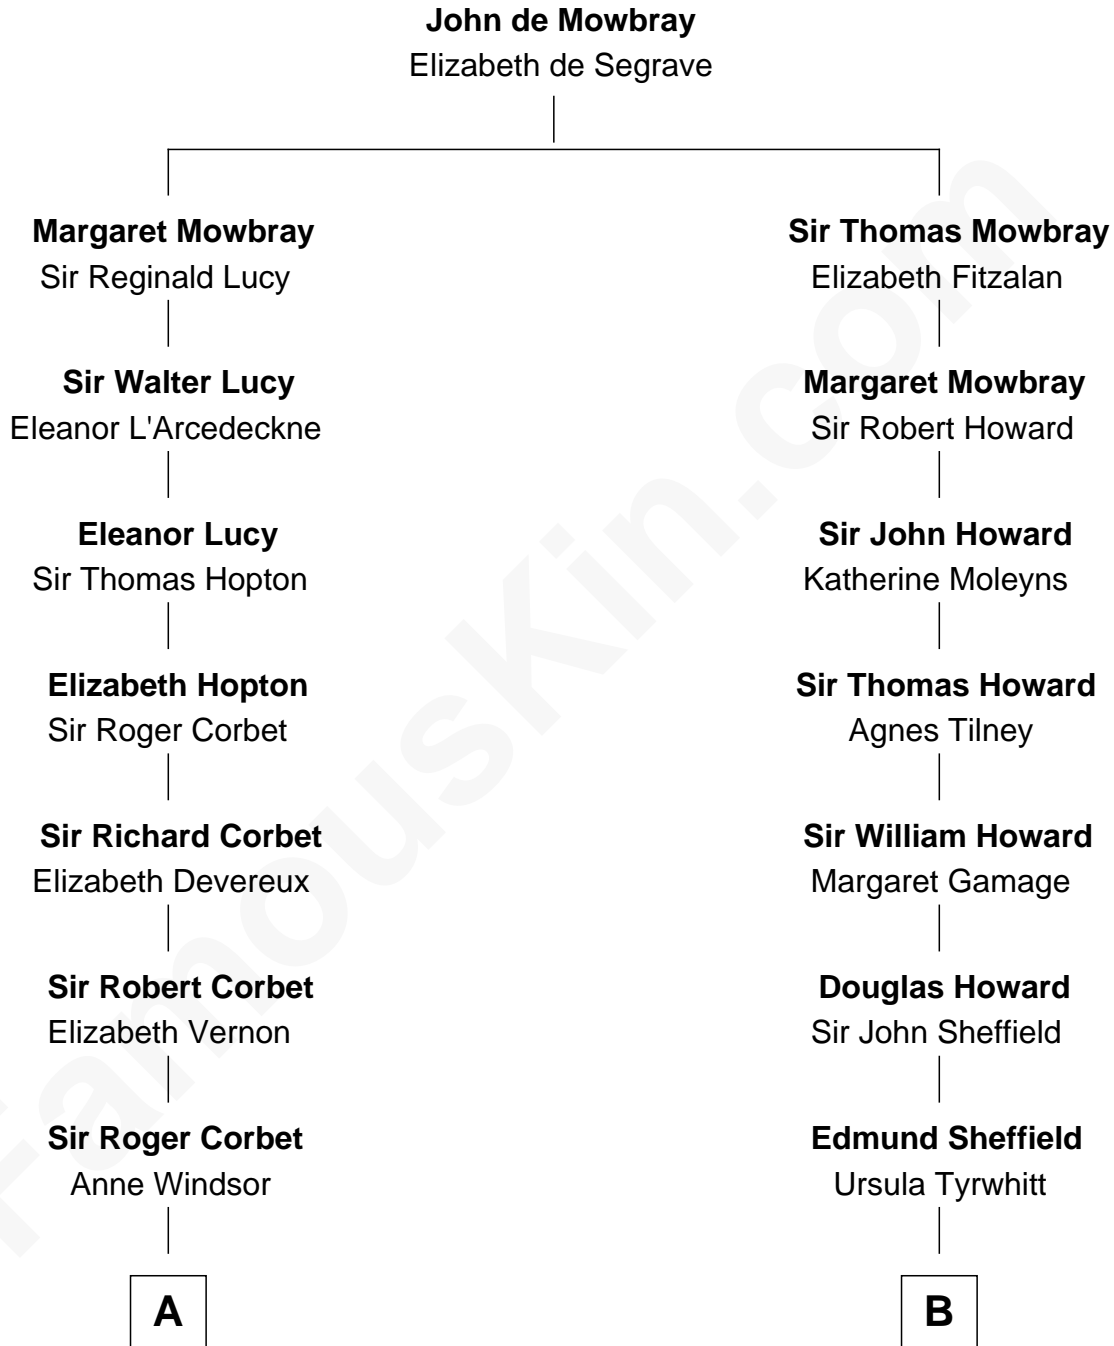 John de Mowbray
Elizabeth de Segrave
Margaret Mowbray
Sir Reginald Lucy
Sir Thomas Mowbray
Elizabeth Fitzalan
Sir Walter Lucy
Eleanor L'Arcedeckne
Margaret Mowbray
Sir Robert Howard
Eleanor Lucy
Sir Thomas Hopton
Sir John Howard
Katherine Moleyns
Elizabeth Hopton
Sir Roger Corbet
Sir Thomas Howard
Agnes Tilney
Sir Richard Corbet
Elizabeth Devereux
Sir William Howard
Margaret Gamage
Sir Robert Corbet
Elizabeth Vernon
Douglas Howard
Sir John Sheffield
Sir Roger Corbet
Anne Windsor
Edmund Sheffield
Ursula Tyrwhitt
A
B
FamousKin.com